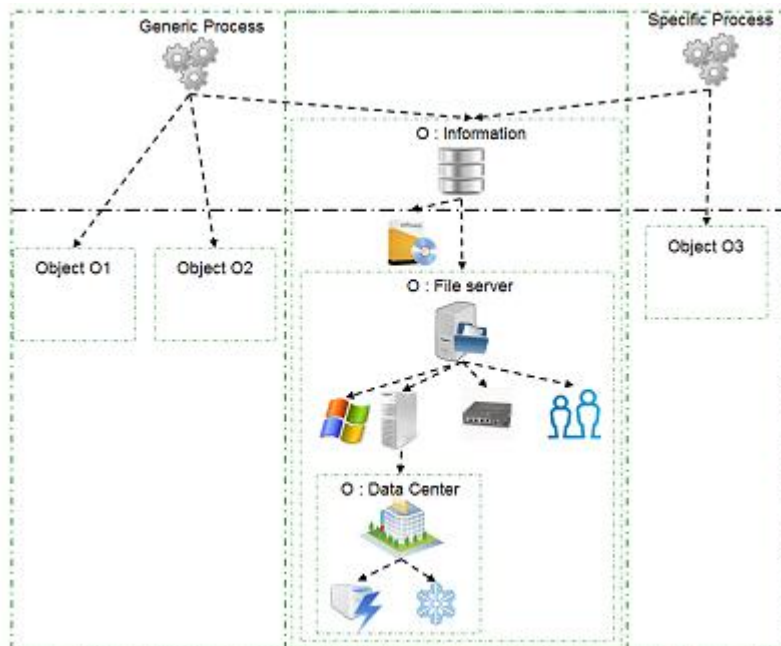 Generic Process
Specific Process
O : Information
Object O1
Object O2
Object O3
O : File server
O : Data Center